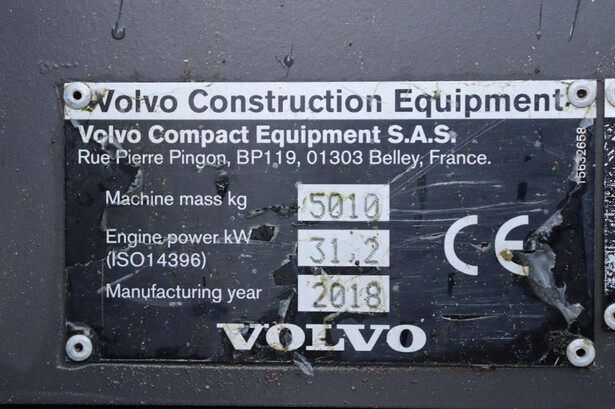 Volvo Construction Equipment
Volvo Compact Equipment S.A.S.
Rue Pierre Pingon, BP119, 01303 Belley, France.
Machine mass kg 5010
Engine power kW 31,2
(ISO14396)
Manufacturing year 2018
CE
VOLVO
15632658